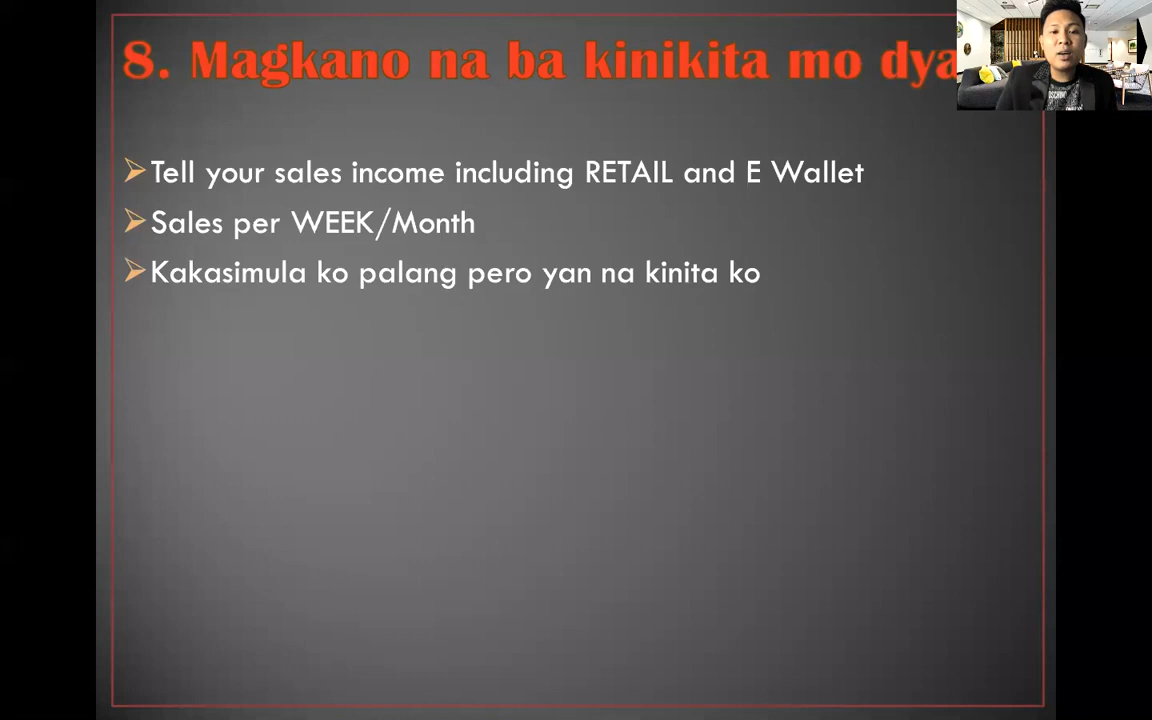 8. Magkano na ba kinikita mo dya
Tell your sales income including RETAIL and E Wallet
Sales per WEEK/Month
Kakasimula ko palang pero yan na kinita ko